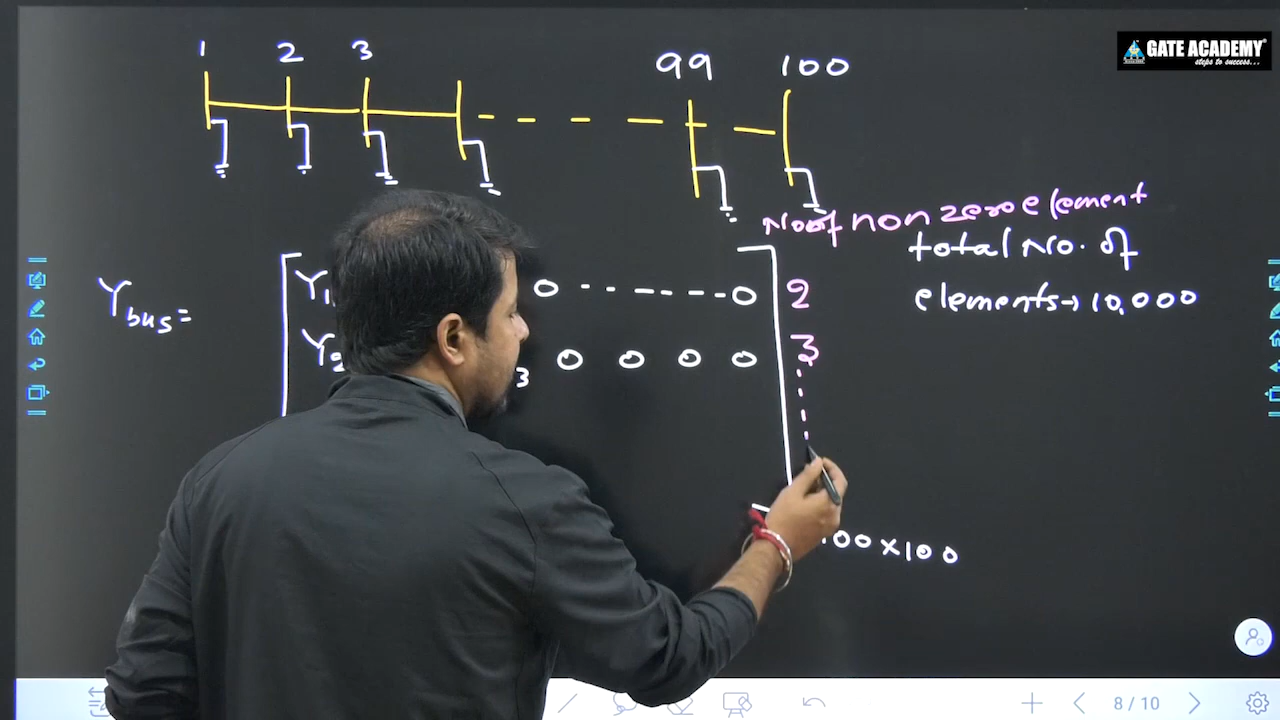 GATE ACADEMY
steps to success...
1 2 3 99 100
No of non zero element
total No. of
elements → 10,000
Ybus =
0 - - - - - - 0 2
0 0 0 0 3
3
100 × 100
8 / 10